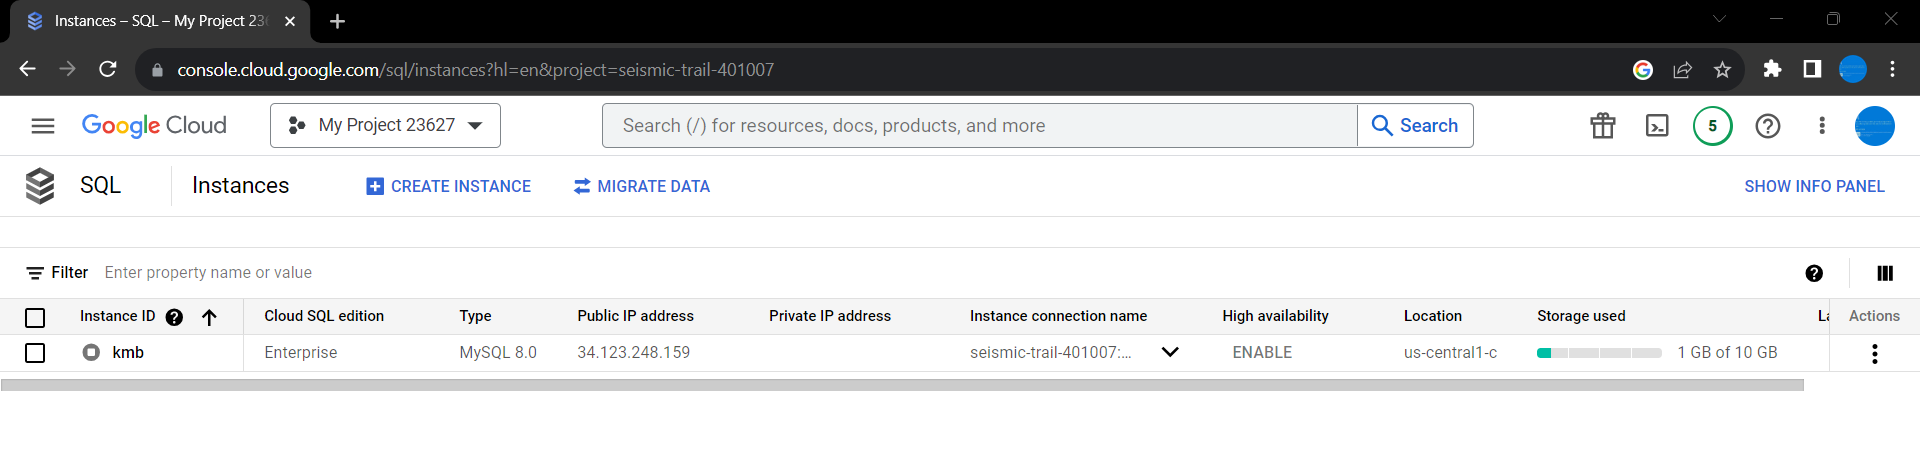 Instances – SQL – My Project 236
console.cloud.google.com/sql/instances?hl=en&project=seismic-trail-401007
Google Cloud
My Project 23627
Search (/) for resources, docs, products, and more
Search
5
SQL
Instances
CREATE INSTANCE
MIGRATE DATA
SHOW INFO PANEL
Filter Enter property name or value
Instance ID Cloud SQL edition Type Public IP address Private IP address Instance connection name High availability Location Storage used Actions
kmb Enterprise MySQL 8.0 34.123.248.159 seismic-trail-401007:... ENABLE us-central1-c 1 GB of 10 GB